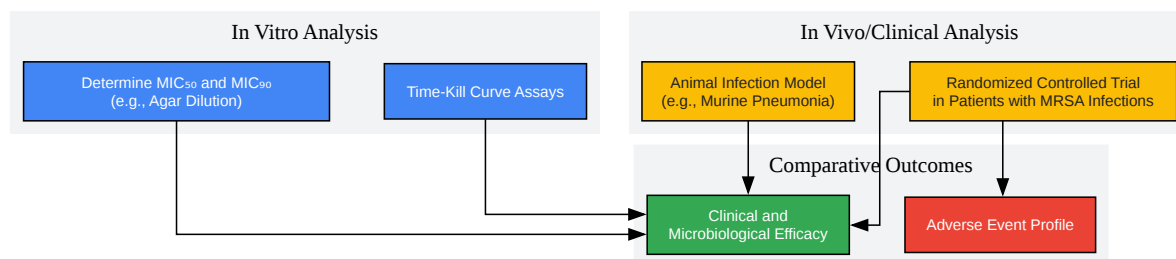 In Vitro Analysis
Determine MIC₅₀ and MIC₉₀
(e.g., Agar Dilution)
Time-Kill Curve Assays
In Vivo/Clinical Analysis
Animal Infection Model
(e.g., Murine Pneumonia)
Randomized Controlled Trial
in Patients with MRSA Infections
Comparative Outcomes
Clinical and
Microbiological Efficacy
Adverse Event Profile